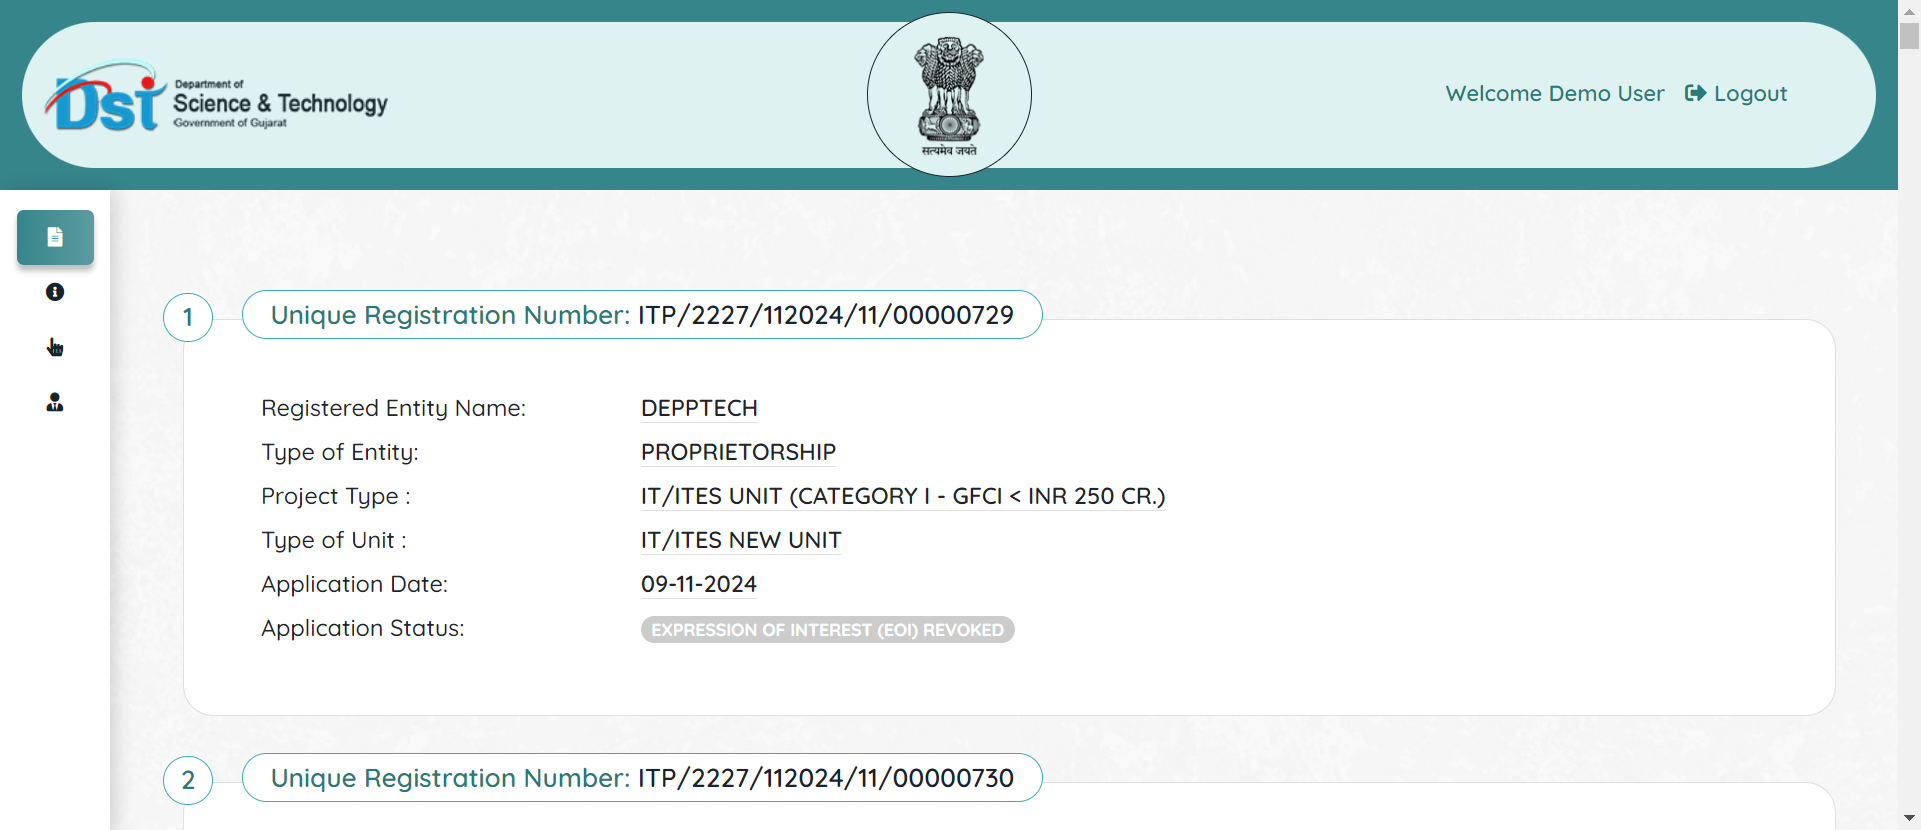 Dst
Department of
Science & Technology
Government of Gujarat
सत्यमेव जयते
Welcome Demo User Logout
1 Unique Registration Number: ITP/2227/112024/11/00000729
Registered Entity Name: DEPPTECH
Type of Entity: PROPRIETORSHIP
Project Type : IT/ITES UNIT (CATEGORY I - GFCI < INR 250 CR.)
Type of Unit : IT/ITES NEW UNIT
Application Date: 09-11-2024
Application Status: EXPRESSION OF INTEREST (EOI) REVOKED
2 Unique Registration Number: ITP/2227/112024/11/00000730